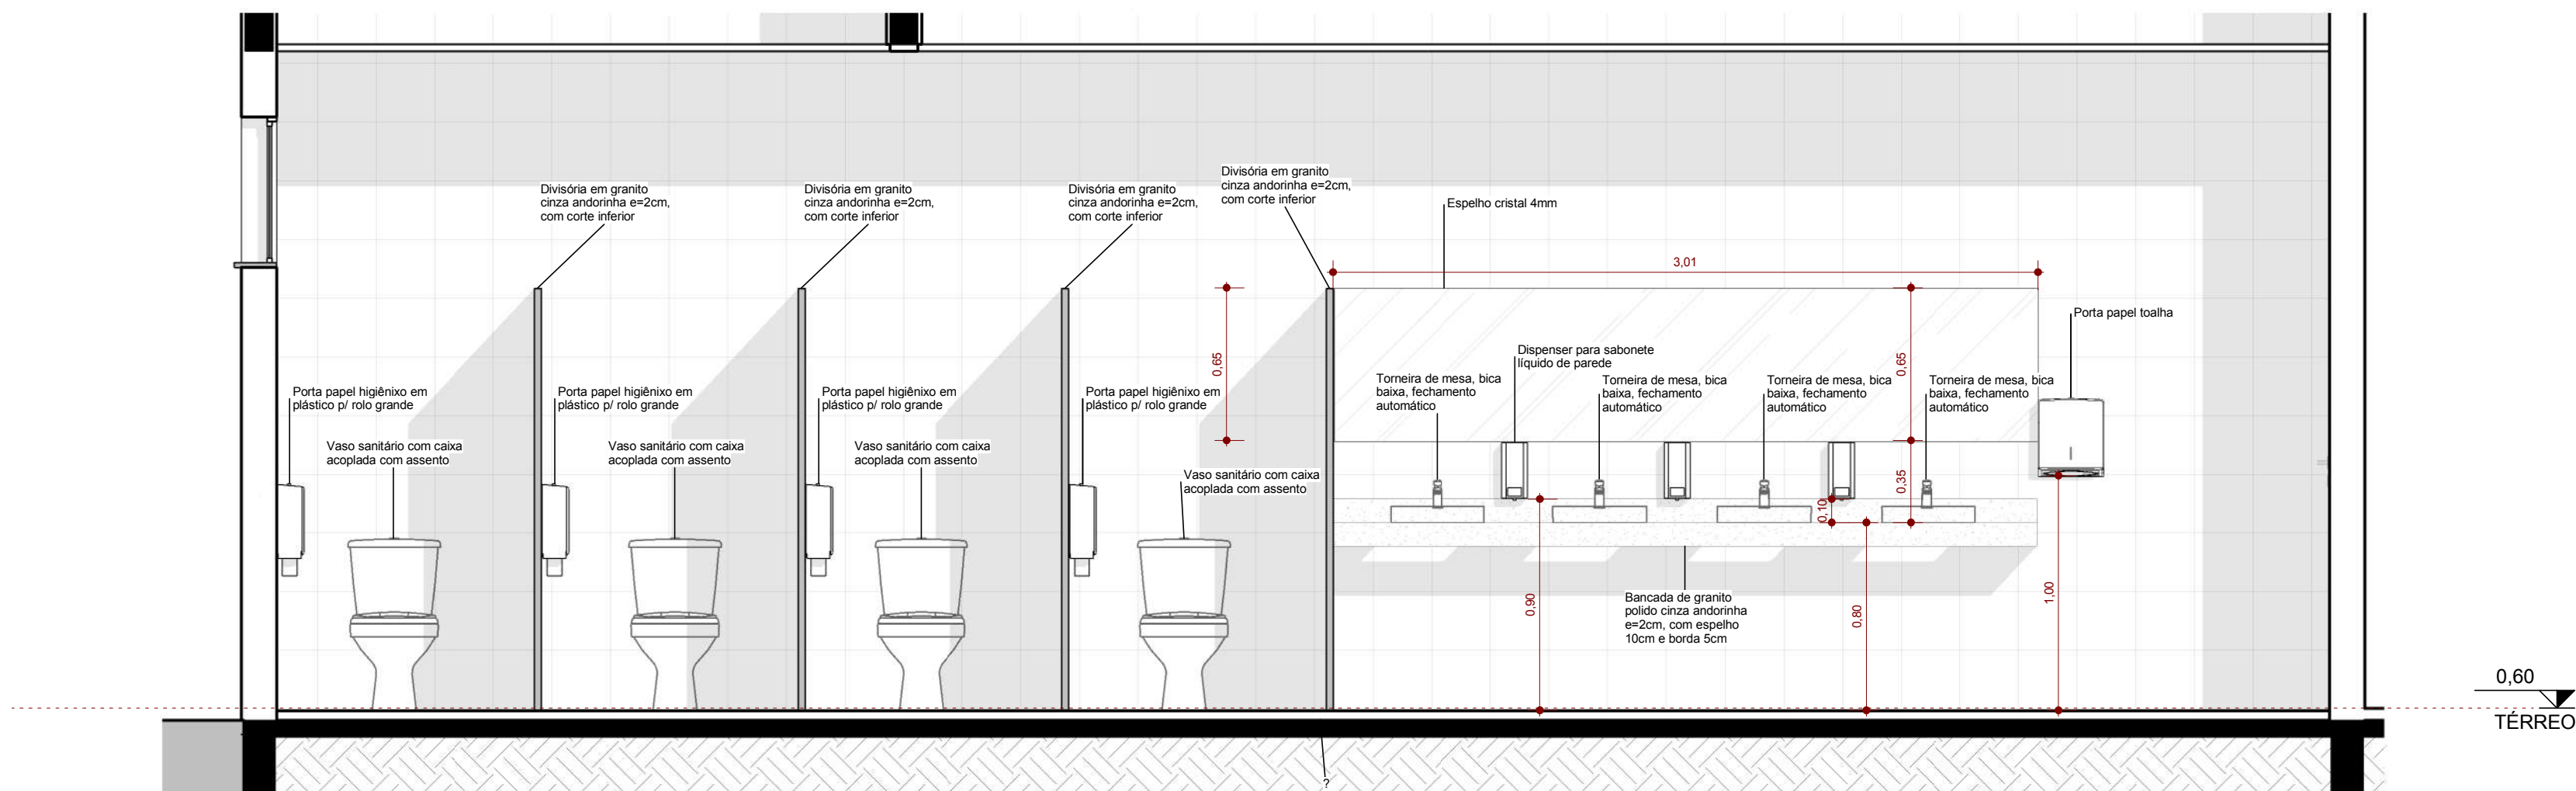 Divisória em granito
cinza andorinha e=2cm,
com corte inferior
Divisória em granito
cinza andorinha e=2cm,
com corte inferior
Divisória em granito
cinza andorinha e=2cm,
com corte inferior
Divisória em granito
cinza andorinha e=2cm,
com corte inferior
Espelho cristal 4mm
3,01
Porta papel toalha
0,65
0,65
Dispenser para sabonete
líquido de parede
Torneira de mesa, bica
baixa, fechamento
automático
Torneira de mesa, bica
baixa, fechamento
automático
Torneira de mesa, bica
baixa, fechamento
automático
Torneira de mesa, bica
baixa, fechamento
automático
Porta papel higiênixo em
plástico p/ rolo grande
Porta papel higiênixo em
plástico p/ rolo grande
Porta papel higiênixo em
plástico p/ rolo grande
Porta papel higiênixo em
plástico p/ rolo grande
Vaso sanitário com caixa
acoplada com assento
Vaso sanitário com caixa
acoplada com assento
Vaso sanitário com caixa
acoplada com assento
Vaso sanitário com caixa
acoplada com assento
0,35
0,10
0,90
0,80
1,00
Bancada de granito
polido cinza andorinha
e=2cm, com espelho
10cm e borda 5cm
0,60
TÉRREO
?